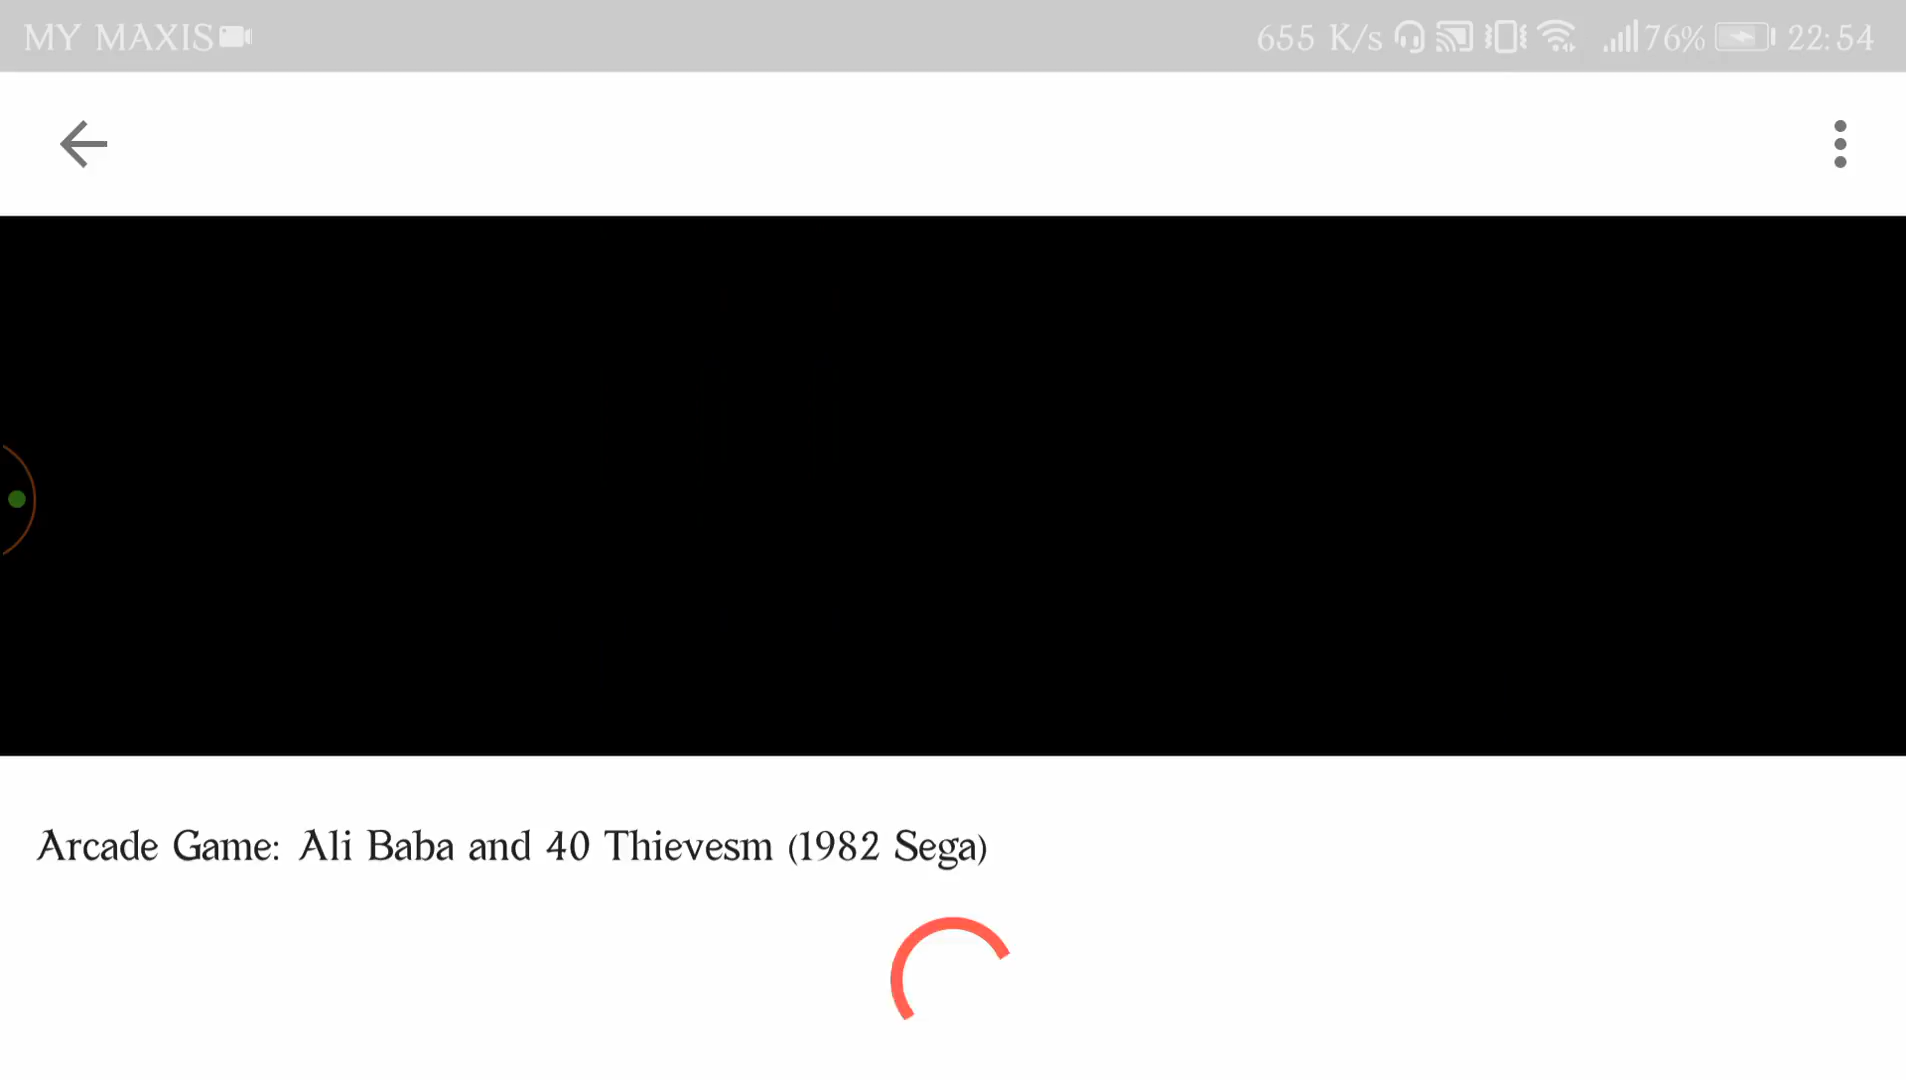 MY MAXIS 655 K/s 76% 22:54
Arcade Game: Ali Baba and 40 Thievesm (1982 Sega)